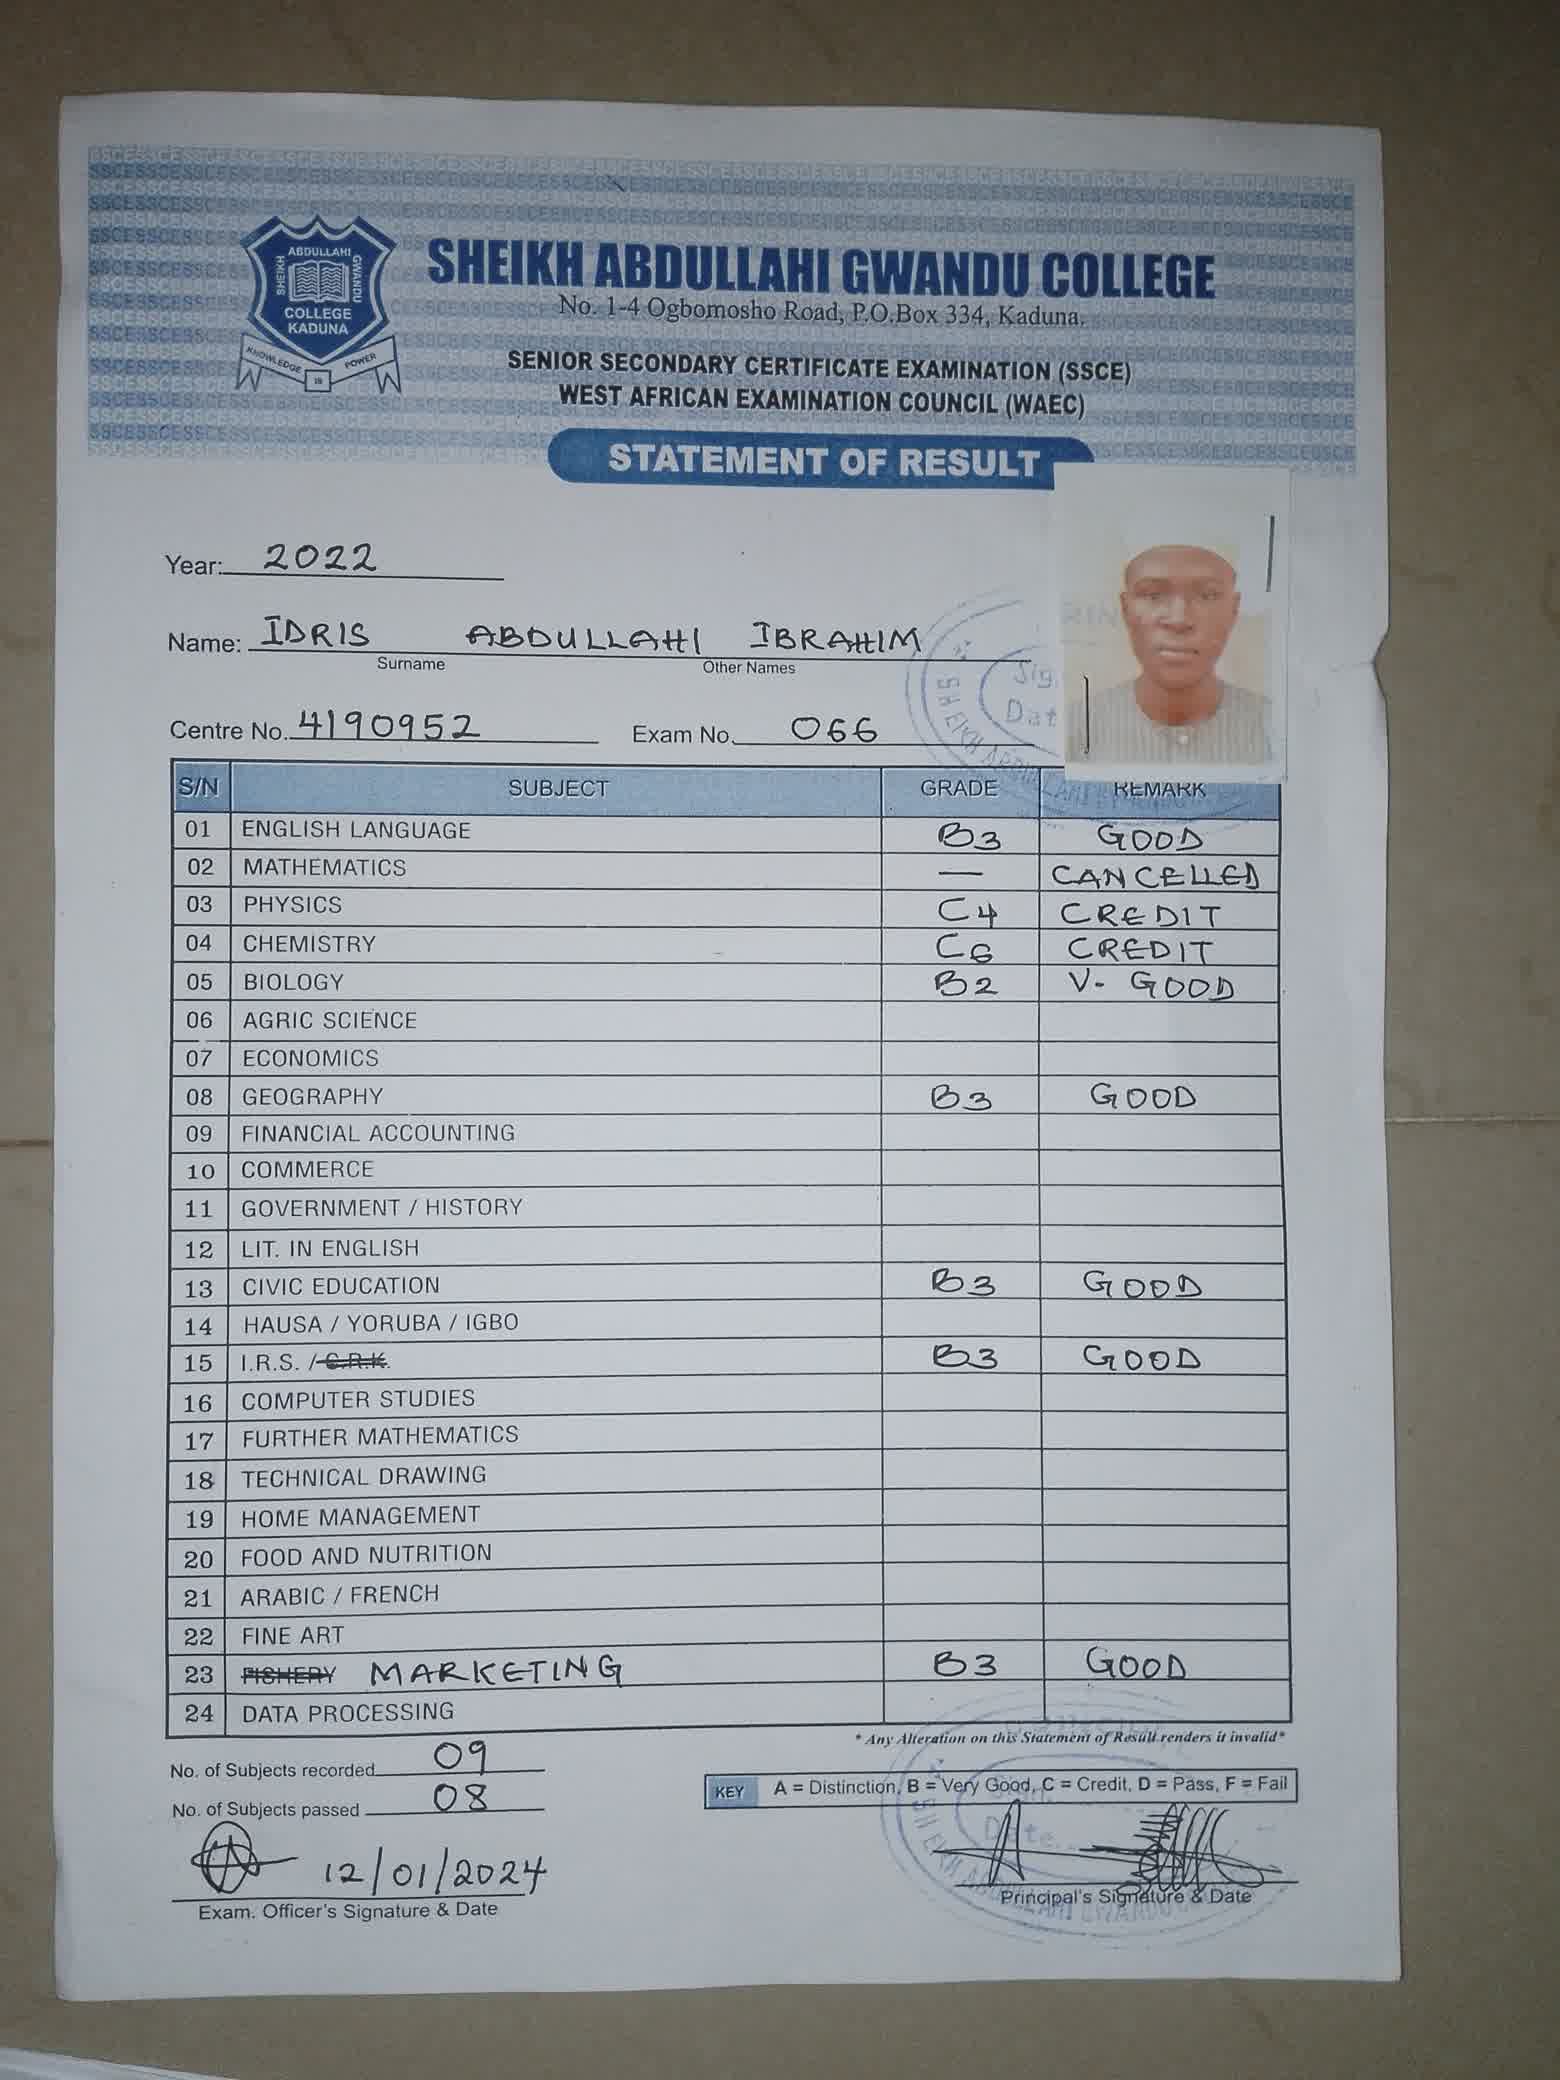 ABDULLAHI
SHEIKH
GWANDU
COLLEGE
KADUNA
KNOWLEDGE IS POWER
SHEIKH ABDULLAHI GWANDU COLLEGE
No. 1-4 Ogbomosho Road, P.O.Box 334, Kaduna.
SENIOR SECONDARY CERTIFICATE EXAMINATION (SSCE)
WEST AFRICAN EXAMINATION COUNCIL (WAEC)
STATEMENT OF RESULT
Year: 2022
Name: IDRIS ABDULLAHI IBRAHIM
Surname Other Names
Centre No. 4190952 Exam No. 066
S/N SUBJECT GRADE REMARK
01 ENGLISH LANGUAGE B3 GOOD
02 MATHEMATICS — CANCELLED
03 PHYSICS C4 CREDIT
04 CHEMISTRY C6 CREDIT
05 BIOLOGY B2 V. GOOD
06 AGRIC SCIENCE
07 ECONOMICS
08 GEOGRAPHY B3 GOOD
09 FINANCIAL ACCOUNTING
10 COMMERCE
11 GOVERNMENT / HISTORY
12 LIT. IN ENGLISH
13 CIVIC EDUCATION B3 GOOD
14 HAUSA / YORUBA / IGBO
15 I.R.S. / C.R.K. B3 GOOD
16 COMPUTER STUDIES
17 FURTHER MATHEMATICS
18 TECHNICAL DRAWING
19 HOME MANAGEMENT
20 FOOD AND NUTRITION
21 ARABIC / FRENCH
22 FINE ART
23 FISHERY MARKETING B3 GOOD
24 DATA PROCESSING
* Any Alteration on this Statement of Result renders it invalid*
No. of Subjects recorded 09
No. of Subjects passed 08
KEY A = Distinction, B = Very Good, C = Credit, D = Pass, F = Fail
12/01/2024
Exam. Officer's Signature & Date
Principal's Signature & Date